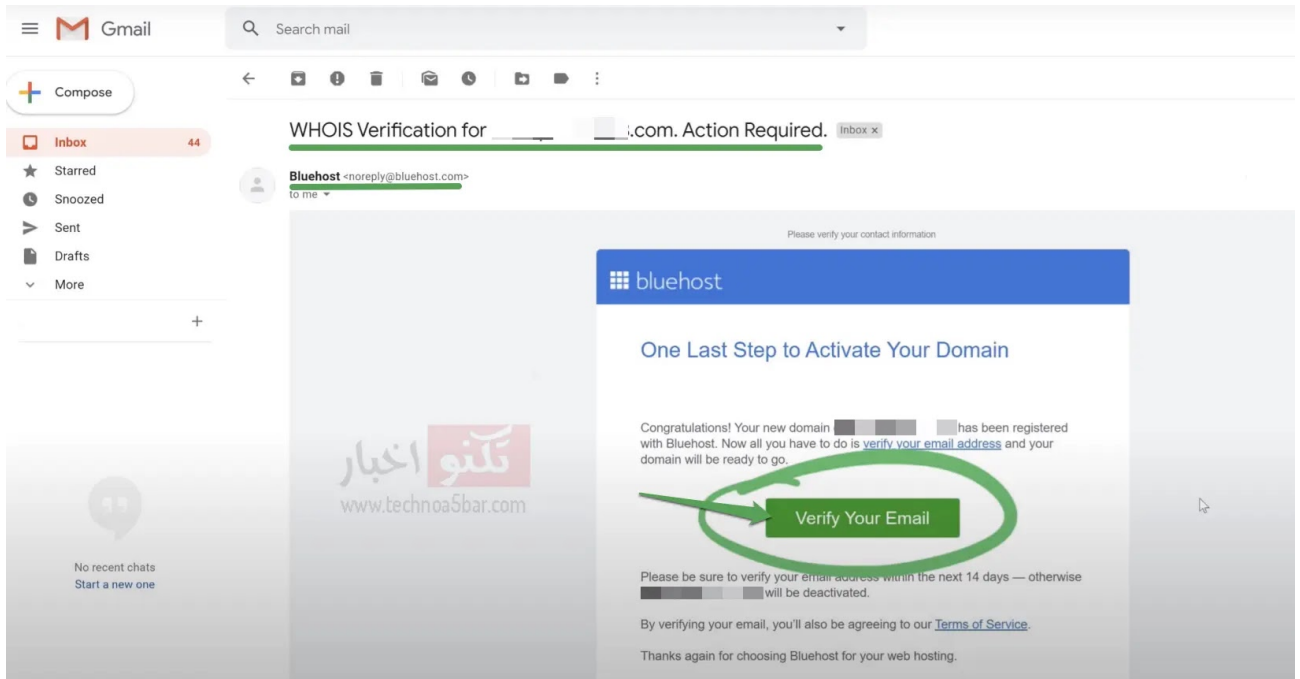 Gmail
Search mail
Compose
Inbox 44
Starred
Snoozed
Sent
Drafts
More
No recent chats
Start a new one
WHOIS Verification for .com. Action Required. Inbox x
Bluehost <noreply@bluehost.com>
to me
Please verify your contact information
bluehost
One Last Step to Activate Your Domain
Congratulations! Your new domain has been registered
with Bluehost. Now all you have to do is verify your email address and your
domain will be ready to go.
Verify Your Email
Please be sure to verify your email address within the next 14 days — otherwise
will be deactivated.
By verifying your email, you'll also be agreeing to our Terms of Service.
Thanks again for choosing Bluehost for your web hosting.
تكنو اخبار
www.technoa5bar.com